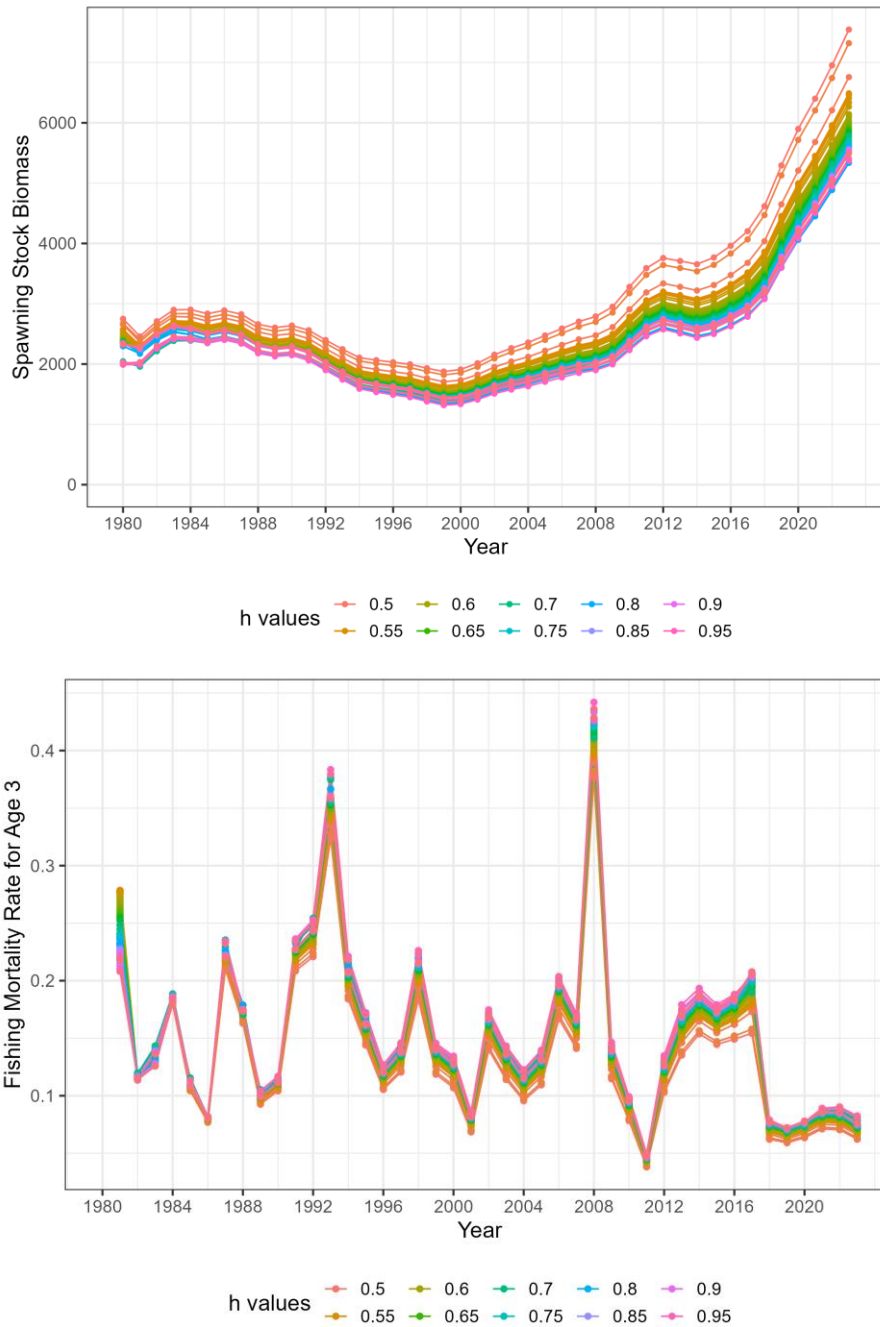 Spawning Stock Biomass
6000
4000
2000
0
1980 1984 1988 1992 1996 2000 2004 2008 2012 2016 2020
Year
h values
0.5 0.6 0.7 0.8 0.9
0.55 0.65 0.75 0.85 0.95
Fishing Mortality Rate for Age 3
0.4
0.3
0.2
0.1
1980 1984 1988 1992 1996 2000 2004 2008 2012 2016 2020
Year
h values
0.5 0.6 0.7 0.8 0.9
0.55 0.65 0.75 0.85 0.95